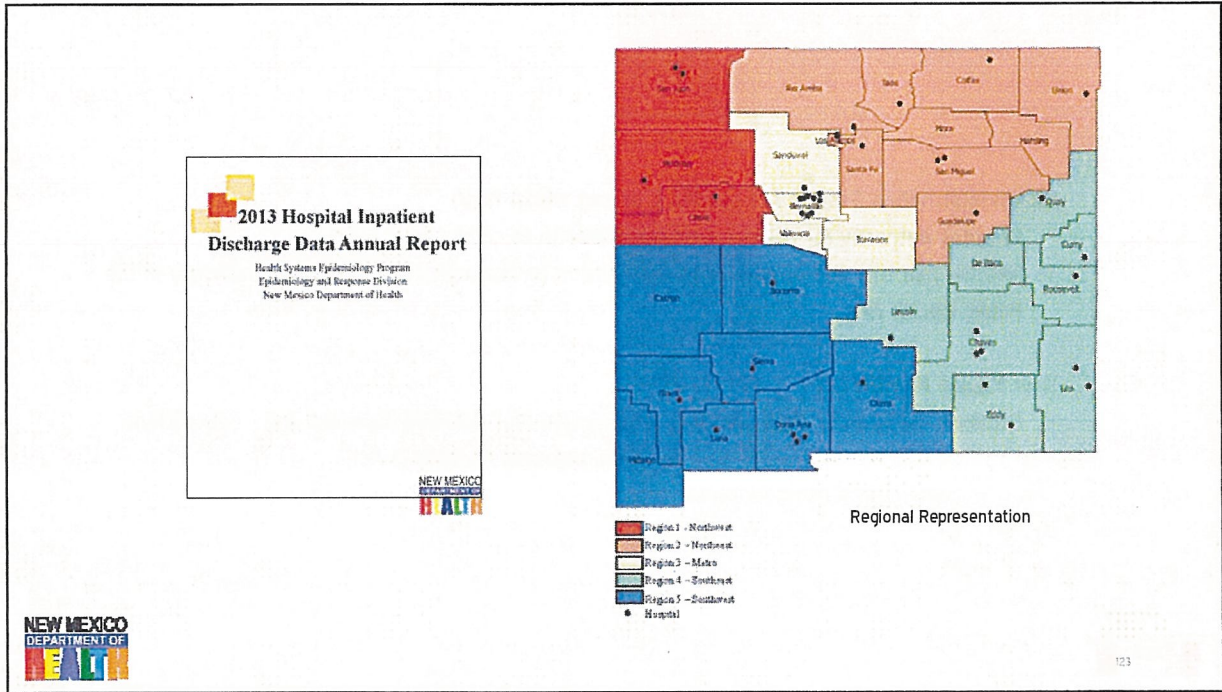 2013 Hospital Inpatient
Discharge Data Annual Report
Health Systems Epidemiology Program
Epidemiology and Response Division
New Mexico Department of Health
NEW MEXICO
DEPARTMENT OF
HEALTH
San Juan
Rio Arriba
Taos
Colfax
Union
McKinley
Sandoval
Los Alamos
Mora
Harding
Santa Fe
San Miguel
Cibola
Bernalillo
Quay
Valencia
Torrance
Guadalupe
Curry
De Baca
Roosevelt
Catron
Socorro
Lincoln
Chaves
Sierra
Grant
Otero
Lea
Eddy
Luna
Dona Ana
Hidalgo
Region 1 - Northwest
Region 2 - Northeast
Region 3 - Metro
Region 4 - Southeast
Region 5 - Southwest
Hospital
Regional Representation
NEW MEXICO
DEPARTMENT OF
HEALTH
123